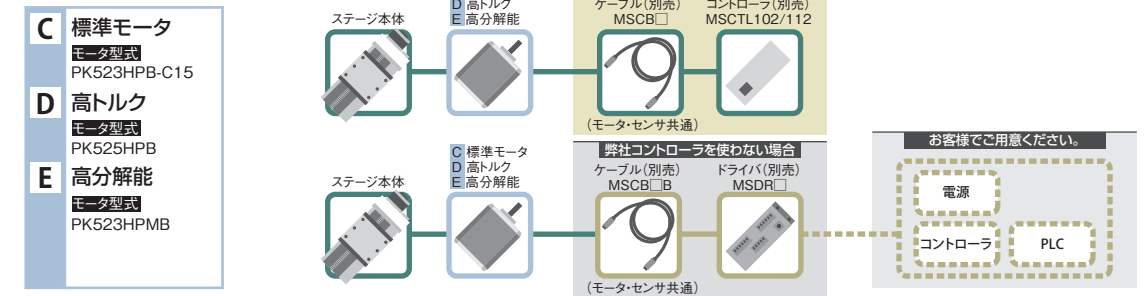 C 標準モータ
モータ型式
PK523HPB-C15
D 高トルク
モータ型式
PK525HPB
E 高分解能
モータ型式
PK523HPMB
ステージ本体
D 高トルク
E 高分解能
ケーブル(別売)
MSCB□
コントローラ(別売)
MSCTL102/112
(モータ・センサ共通)
弊社コントローラを使わない場合
ステージ本体
C 標準モータ
D 高トルク
E 高分解能
ケーブル(別売)
MSCB□B
ドライバ(別売)
MSDR□
(モータ・センサ共通)
お客様でご用意ください。
電源
コントローラ
PLC